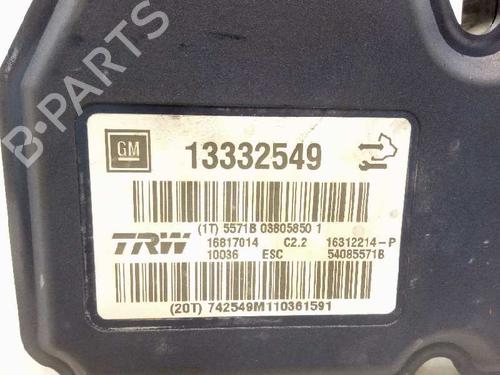 B-PARTS
GM 13332549
(1T) 5571B 03805850 1
TRW 16817014 C2.2 16312214-P
10036 ESC 54085571B
(20T) 742549M110361591